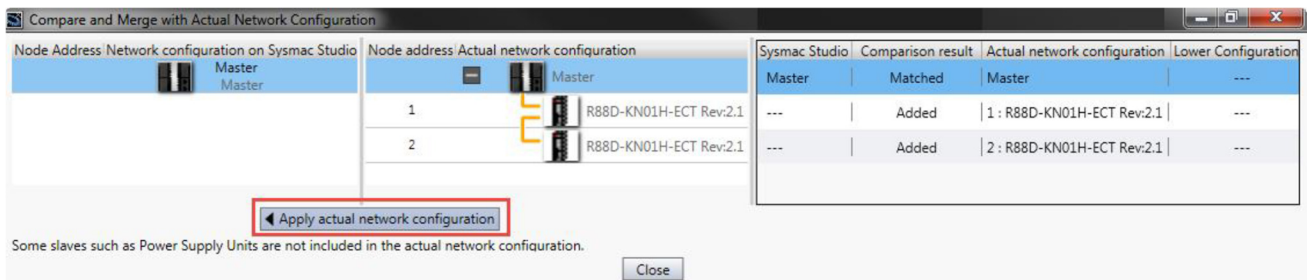 Compare and Merge with Actual Network Configuration
Node Address Network configuration on Sysmac Studio Node address Actual network configuration Sysmac Studio Comparison result Actual network configuration Lower Configuration
Master
Master
Master
Master Matched Master ---
1 R88D-KN01H-ECT Rev:2.1 --- Added 1 : R88D-KN01H-ECT Rev:2.1 ---
2 R88D-KN01H-ECT Rev:2.1 --- Added 2 : R88D-KN01H-ECT Rev:2.1 ---
Apply actual network configuration
Some slaves such as Power Supply Units are not included in the actual network configuration.
Close